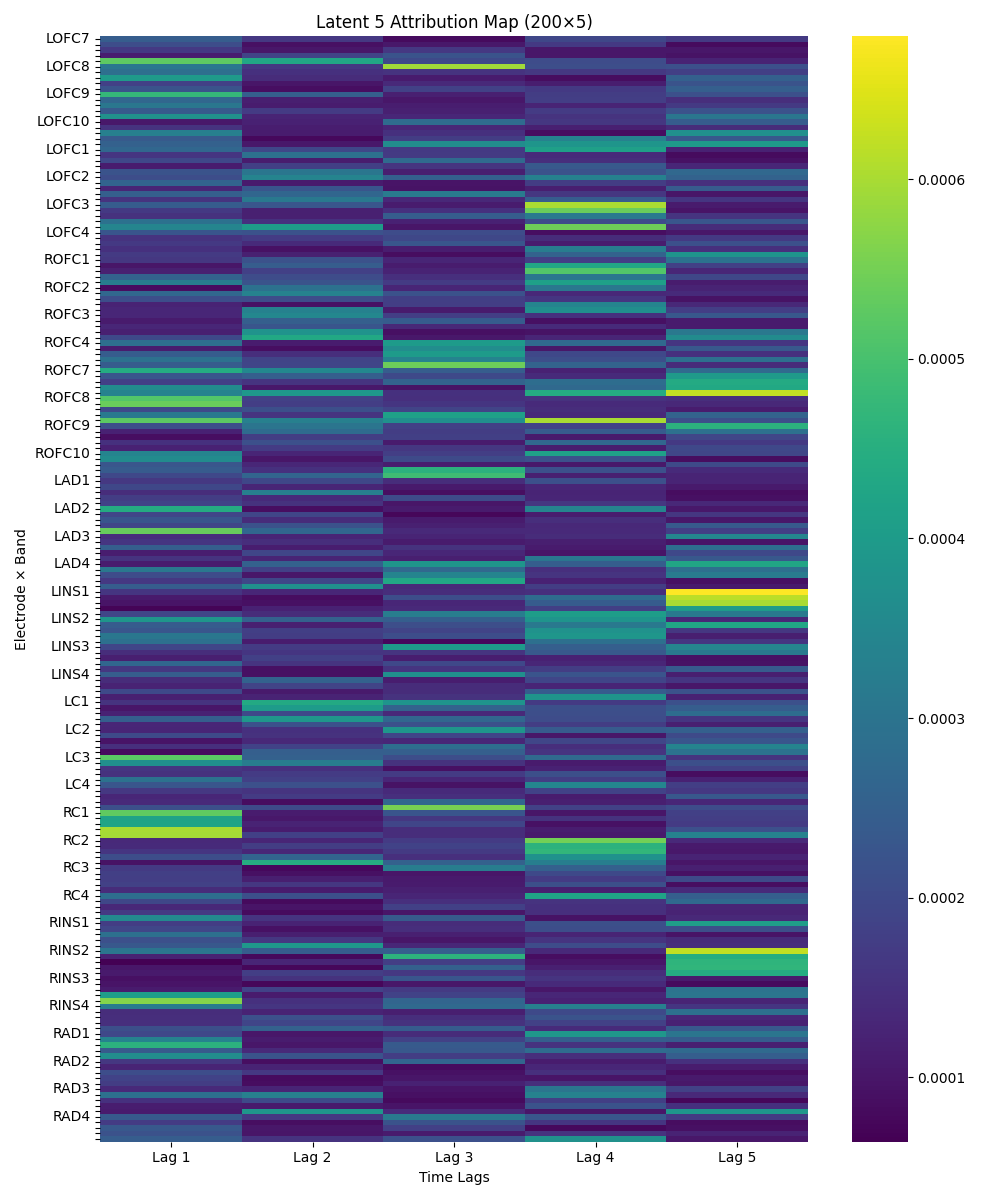 Latent 5 Attribution Map (200×5)
LOFC7
LOFC8
LOFC9
LOFC10
LOFC1
LOFC2
LOFC3
LOFC4
ROFC1
ROFC2
ROFC3
ROFC4
ROFC7
ROFC8
ROFC9
ROFC10
LAD1
LAD2
LAD3
LAD4
LINS1
LINS2
LINS3
LINS4
LC1
LC2
LC3
LC4
RC1
RC2
RC3
RC4
RINS1
RINS2
RINS3
RINS4
RAD1
RAD2
RAD3
RAD4
Electrode × Band
Lag 1 Lag 2 Lag 3 Lag 4 Lag 5
Time Lags
0.0006
0.0005
0.0004
0.0003
0.0002
0.0001